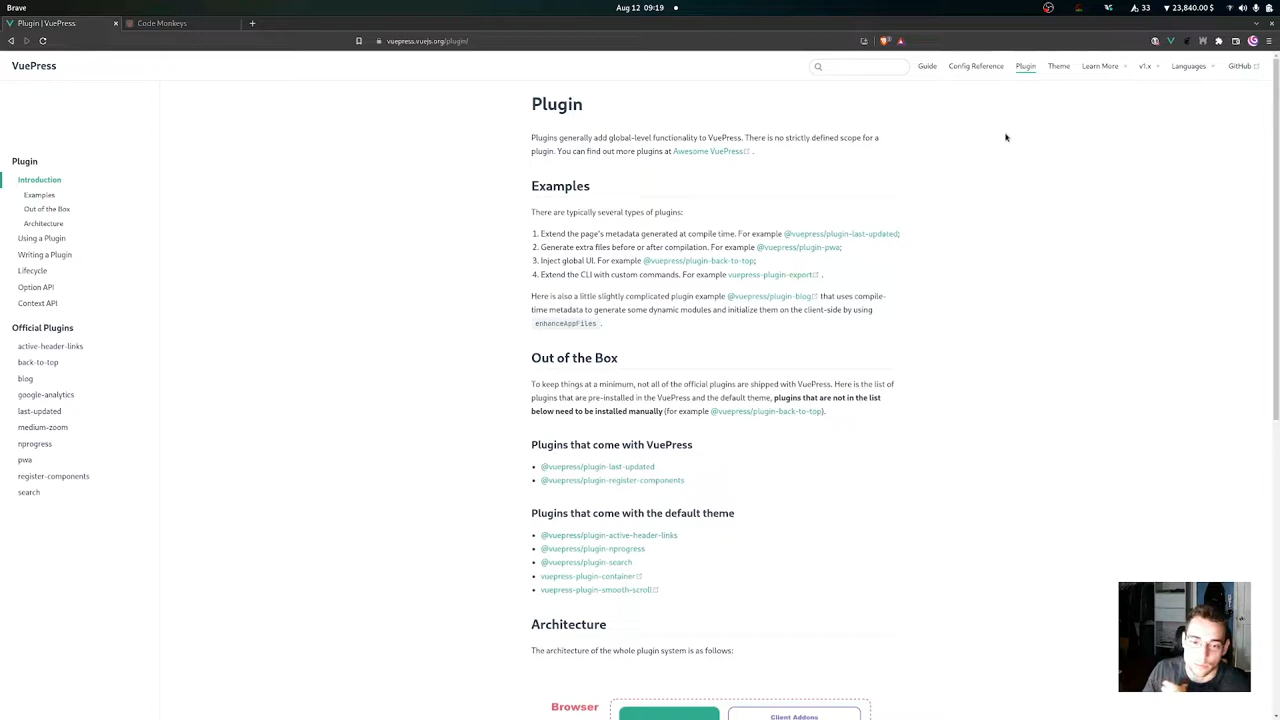 Brave
Aug 12 09:19
33
23,840.00 $
VuePress
Code Monkeys
vuepress.vuejs.org/plugin/
VuePress
Guide
Config Reference
Plugin
Theme
Learn More
v1.x
Languages
GitHub
Plugin
Introduction
Examples
Out of the Box
Architecture
Using a Plugin
Writing a Plugin
Lifecycle
Option API
Context API
Official Plugins
active-header-links
back-to-top
blog
google-analytics
last-updated
medium-zoom
nprogress
pwa
register-components
search
Plugin
Plugins generally add global-level functionality to VuePress. There is no strictly defined scope for a
plugin. You can find out more plugins at Awesome VuePress .
Examples
There are typically several types of plugins:
1. Extend the page's metadata generated at compile time. For example @vuepress/plugin-last-updated;
2. Generate extra files before or after compilation. For example @vuepress/plugin-pwa;
3. Inject global UI. For example @vuepress/plugin-back-to-top;
4. Extend the CLI with custom commands. For example vuepress-plugin-export .
Here is also a little slightly complicated plugin example @vuepress/plugin-blog that uses compile-
time metadata to generate some dynamic modules and initialize them on the client-side by using
enhanceAppFiles .
Out of the Box
To keep things at a minimum, not all of the official plugins are shipped with VuePress. Here is the list of
plugins that are pre-installed in the VuePress and the default theme, plugins that are not in the list
below need to be installed manually (for example @vuepress/plugin-back-to-top).
Plugins that come with VuePress
• @vuepress/plugin-last-updated
• @vuepress/plugin-register-components
Plugins that come with the default theme
• @vuepress/plugin-active-header-links
• @vuepress/plugin-nprogress
• @vuepress/plugin-search
• vuepress-plugin-container
• vuepress-plugin-smooth-scroll
Architecture
The architecture of the whole plugin system is as follows:
Browser
Client Addons